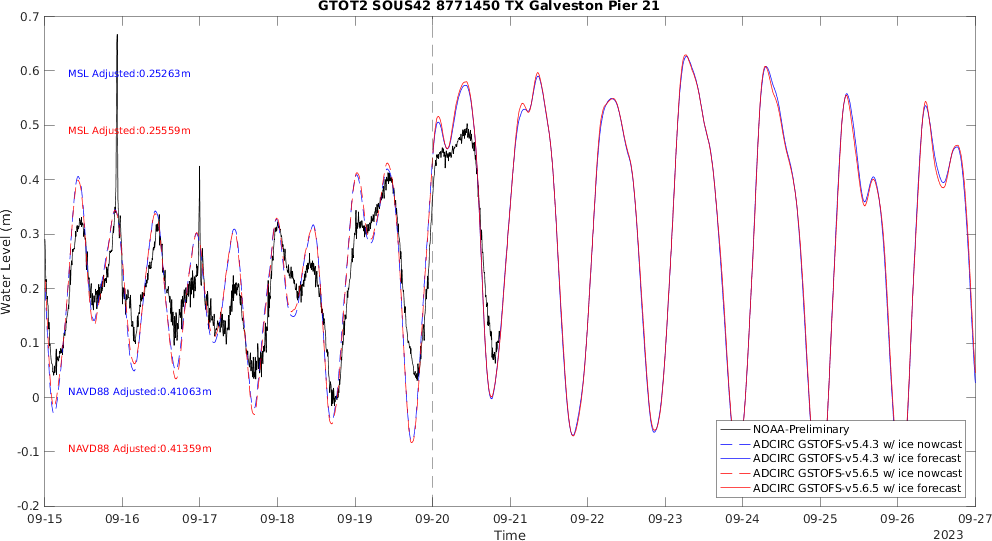 GTOT2 SOUS42 8771450 TX Galveston Pier 21
0.7
0.6
0.5
0.4
0.3
0.2
0.1
0
-0.1
-0.2
Water Level (m)
MSL Adjusted:0.25263m
MSL Adjusted:0.25559m
NAVD88 Adjusted:0.41063m
NAVD88 Adjusted:0.41359m
NOAA-Preliminary
ADCIRC GSTOFS-v5.4.3 w/ ice nowcast
ADCIRC GSTOFS-v5.4.3 w/ ice forecast
ADCIRC GSTOFS-v5.6.5 w/ ice nowcast
ADCIRC GSTOFS-v5.6.5 w/ ice forecast
09-15 09-16 09-17 09-18 09-19 09-20 09-21 09-22 09-23 09-24 09-25 09-26 09-27
Time
2023